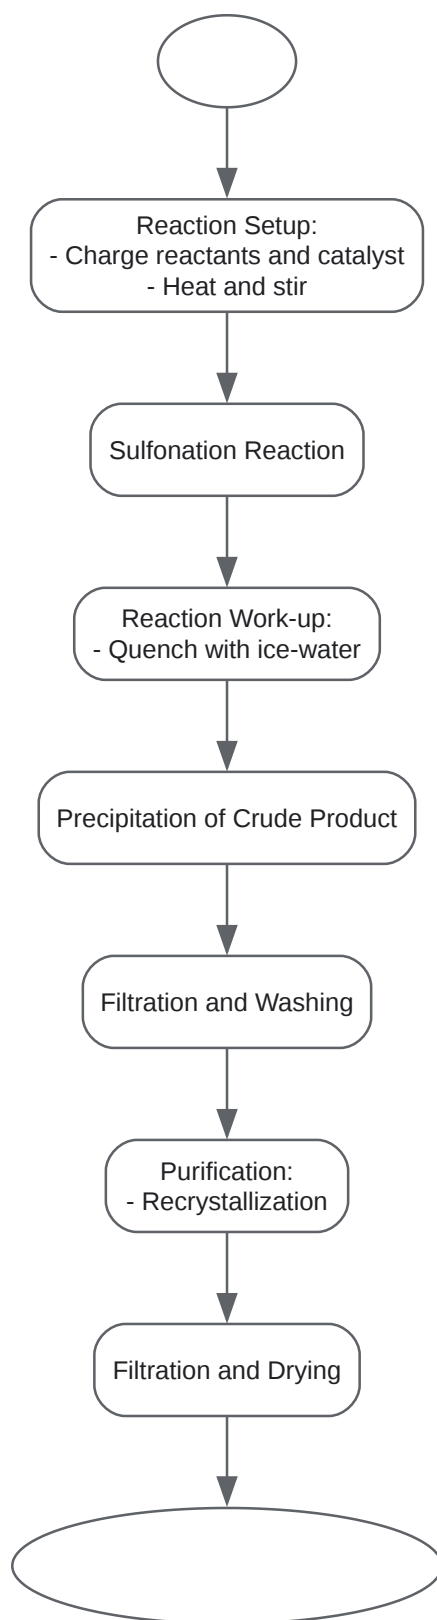 Reaction Setup:
- Charge reactants and catalyst
- Heat and stir
Sulfonation Reaction
Reaction Work-up:
- Quench with ice-water
Precipitation of Crude Product
Filtration and Washing
Purification:
- Recrystallization
Filtration and Drying